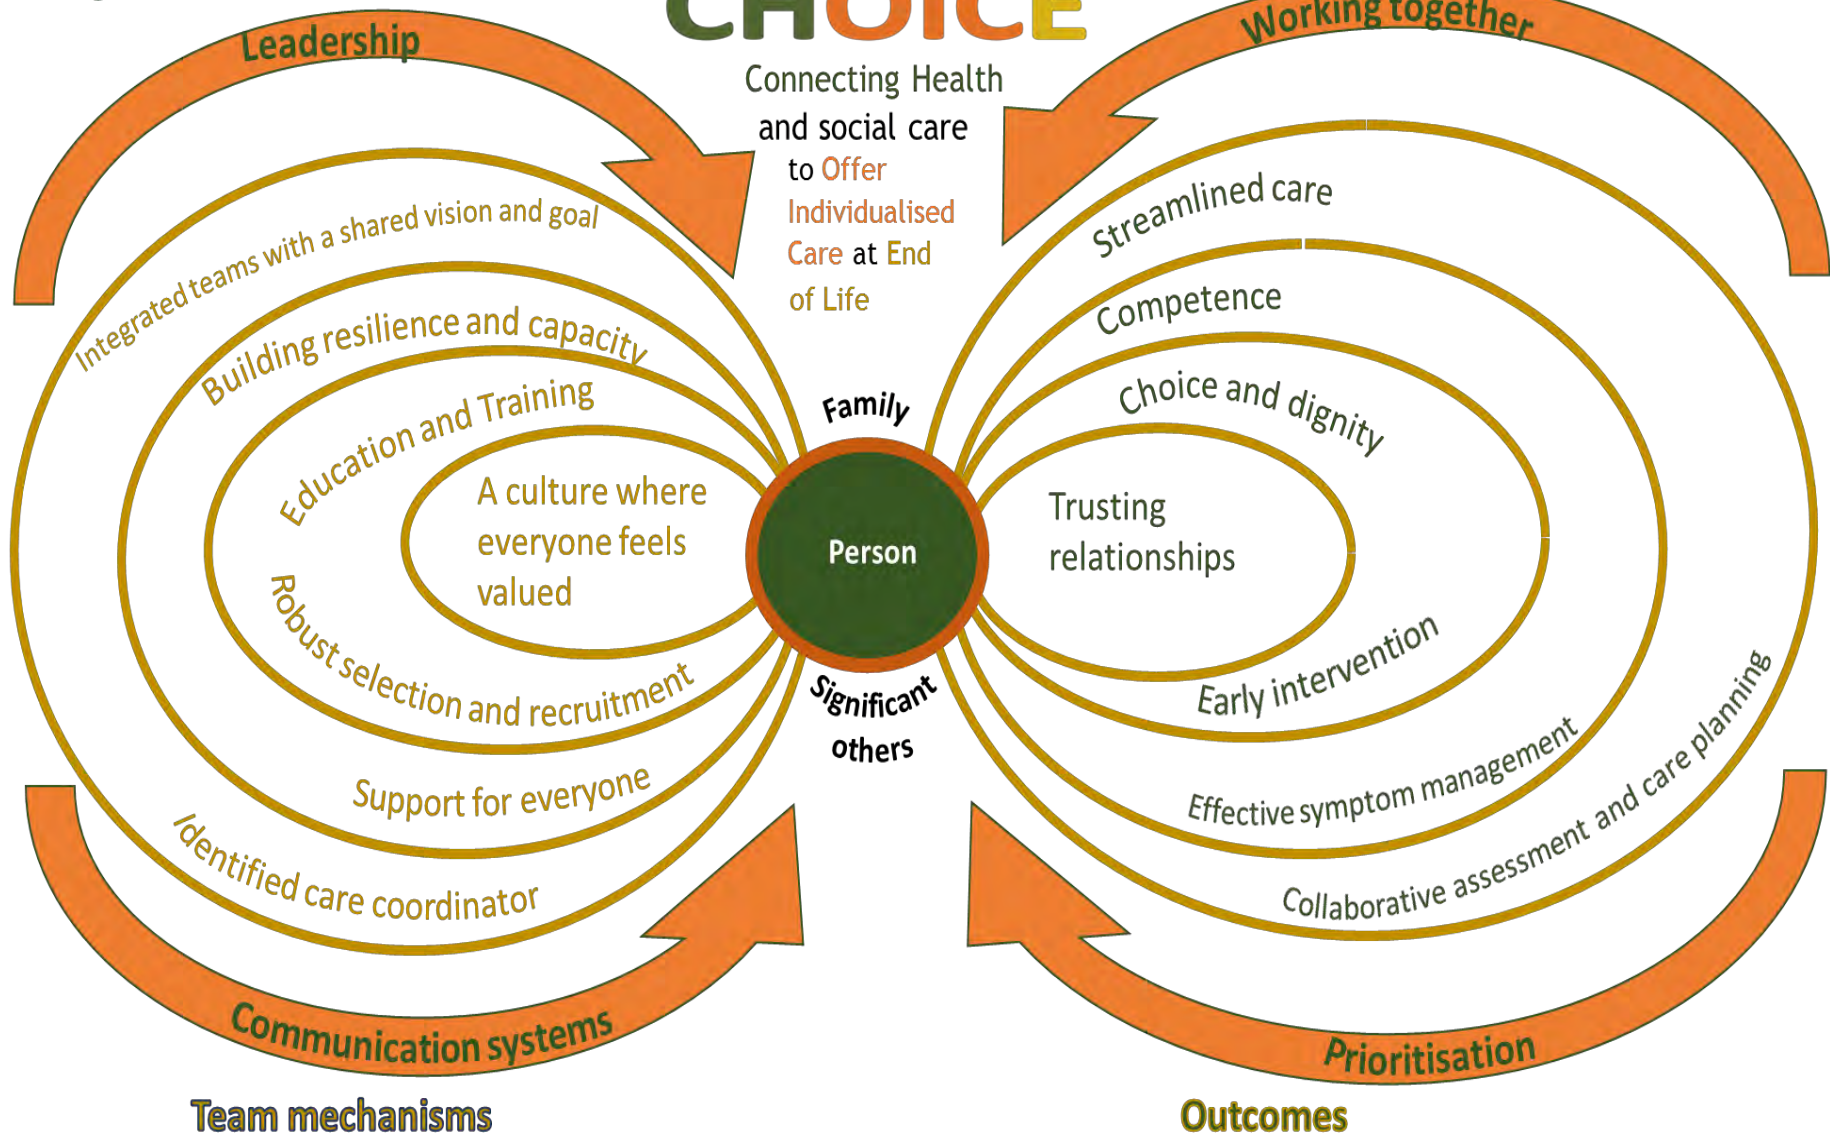 CHOICE
Leadership
Working together
Connecting Health
and social care
to Offer
Individualised
Care at End
of Life
Integrated teams with a shared vision and goal
Building resilience and capacity
Education and Training
A culture where
everyone feels
valued
Robust selection and recruitment
Support for everyone
Identified care coordinator
Family
Person
Significant
others
Streamlined care
Competence
Choice and dignity
Trusting
relationships
Early intervention
Effective symptom management
Collaborative assessment and care planning
Communication systems
Prioritisation
Team mechanisms
Outcomes